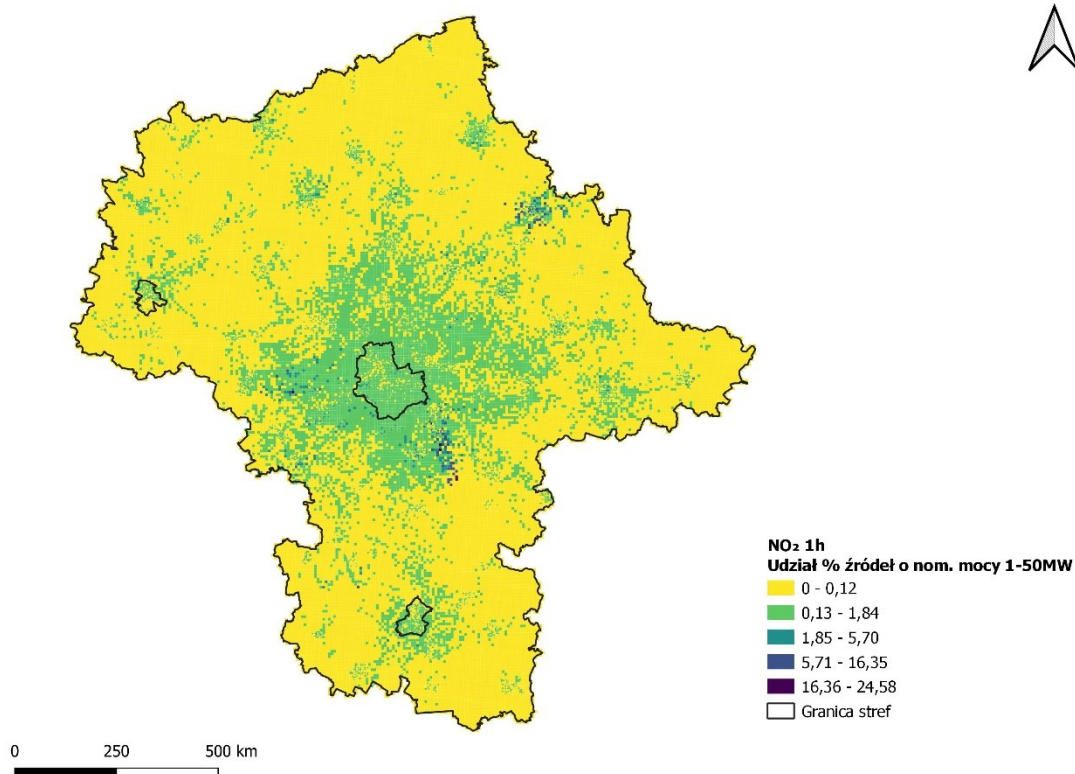 NO₂ 1h
Udział % źródeł o nom. mocy 1-50MW
0 - 0,12
0,13 - 1,84
1,85 - 5,70
5,71 - 16,35
16,36 - 24,58
Granica stref
0 250 500 km